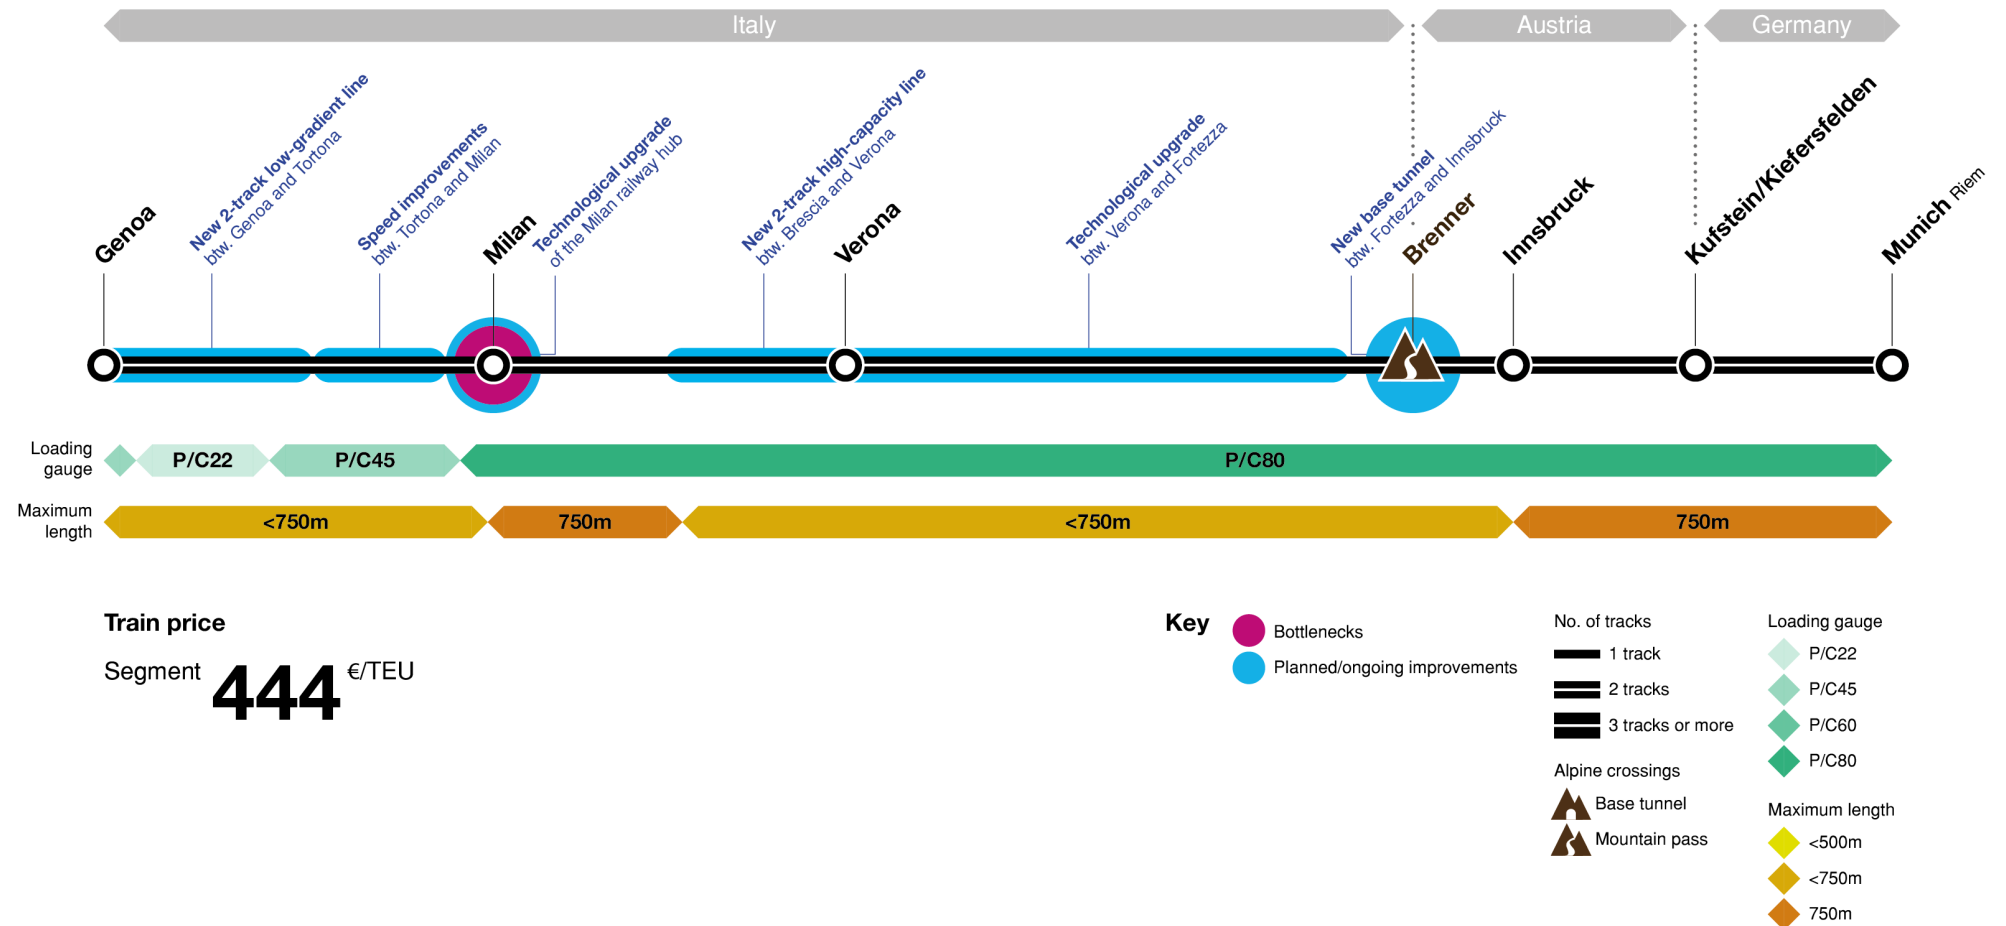 Italy
Austria
Germany
Genoa
New 2-track low-gradient line
btw. Genoa and Tortona
Speed improvements
btw. Tortona and Milan
Milan
Technological upgrade
of the Milan railway hub
New 2-track high-capacity line
btw. Brescia and Verona
Verona
Technological upgrade
btw. Verona and Fortezza
New base tunnel
btw. Fortezza and Innsbruck
Brenner
Innsbruck
Kufstein/Kiefersfelden
Munich Riem
Loading
gauge
P/C22
P/C45
P/C80
Maximum
length
<750m
750m
<750m
750m
Train price
Segment 444 €/TEU
Key
Bottlenecks
Planned/ongoing improvements
No. of tracks
1 track
2 tracks
3 tracks or more
Alpine crossings
Base tunnel
Mountain pass
Loading gauge
P/C22
P/C45
P/C60
P/C80
Maximum length
<500m
<750m
750m